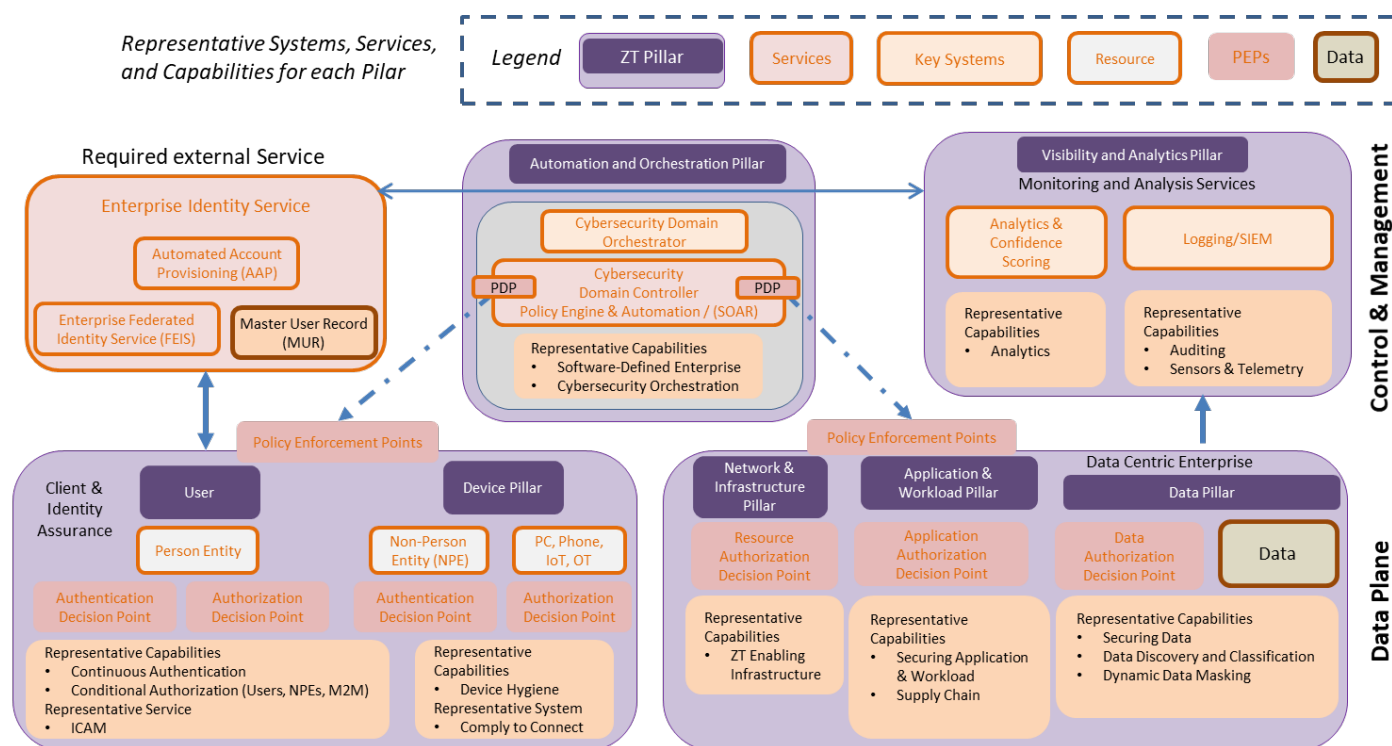 Representative Systems, Services,
and Capabilities for each Pilar
Legend
ZT Pillar
Services
Key Systems
Resource
PEPs
Data
Required external Service
Enterprise Identity Service
Automated Account
Provisioning (AAP)
Enterprise Federated
Identity Service (FEIS)
Master User Record
(MUR)
Automation and Orchestration Pillar
Cybersecurity Domain
Orchestrator
PDP
Cybersecurity
Domain Controller
Policy Engine & Automation / (SOAR)
PDP
Representative Capabilities
• Software-Defined Enterprise
• Cybersecurity Orchestration
Visibility and Analytics Pillar
Monitoring and Analysis Services
Analytics &
Confidence
Scoring
Logging/SIEM
Representative
Capabilities
• Analytics
Representative
Capabilities
• Auditing
• Sensors & Telemetry
Control & Management
Policy Enforcement Points
Client &
Identity
Assurance
User
Device Pillar
Person Entity
Non-Person
Entity (NPE)
PC, Phone,
IoT, OT
Authentication
Decision Point
Authorization
Decision Point
Authentication
Decision Point
Authorization
Decision Point
Representative Capabilities
• Continuous Authentication
• Conditional Authorization (Users, NPEs, M2M)
Representative Service
• ICAM
Representative
Capabilities
• Device Hygiene
Representative System
• Comply to Connect
Policy Enforcement Points
Data Centric Enterprise
Network &
Infrastructure
Pillar
Application &
Workload Pillar
Data Pillar
Resource
Authorization
Decision Point
Application
Authorization
Decision Point
Data
Authorization
Decision Point
Data
Representative
Capabilities
• ZT Enabling
Infrastructure
Representative
Capabilities
• Securing Application
& Workload
• Supply Chain
Representative Capabilities
• Securing Data
• Data Discovery and Classification
• Dynamic Data Masking
Data Plane